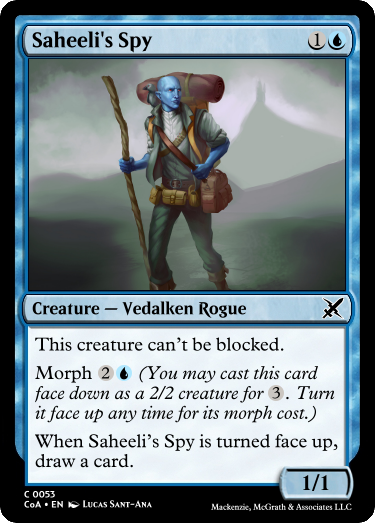 Saheeli's Spy 1
Creature — Vedalken Rogue
This creature can't be blocked.
Morph 2 (You may cast this card
face down as a 2/2 creature for 3. Turn
it face up any time for its morph cost.)
When Saheeli's Spy is turned face up,
draw a card.
1/1
C 0053
CoA • EN Lucas Sant-Ana
Mackenzie, McGrath & Associates LLC